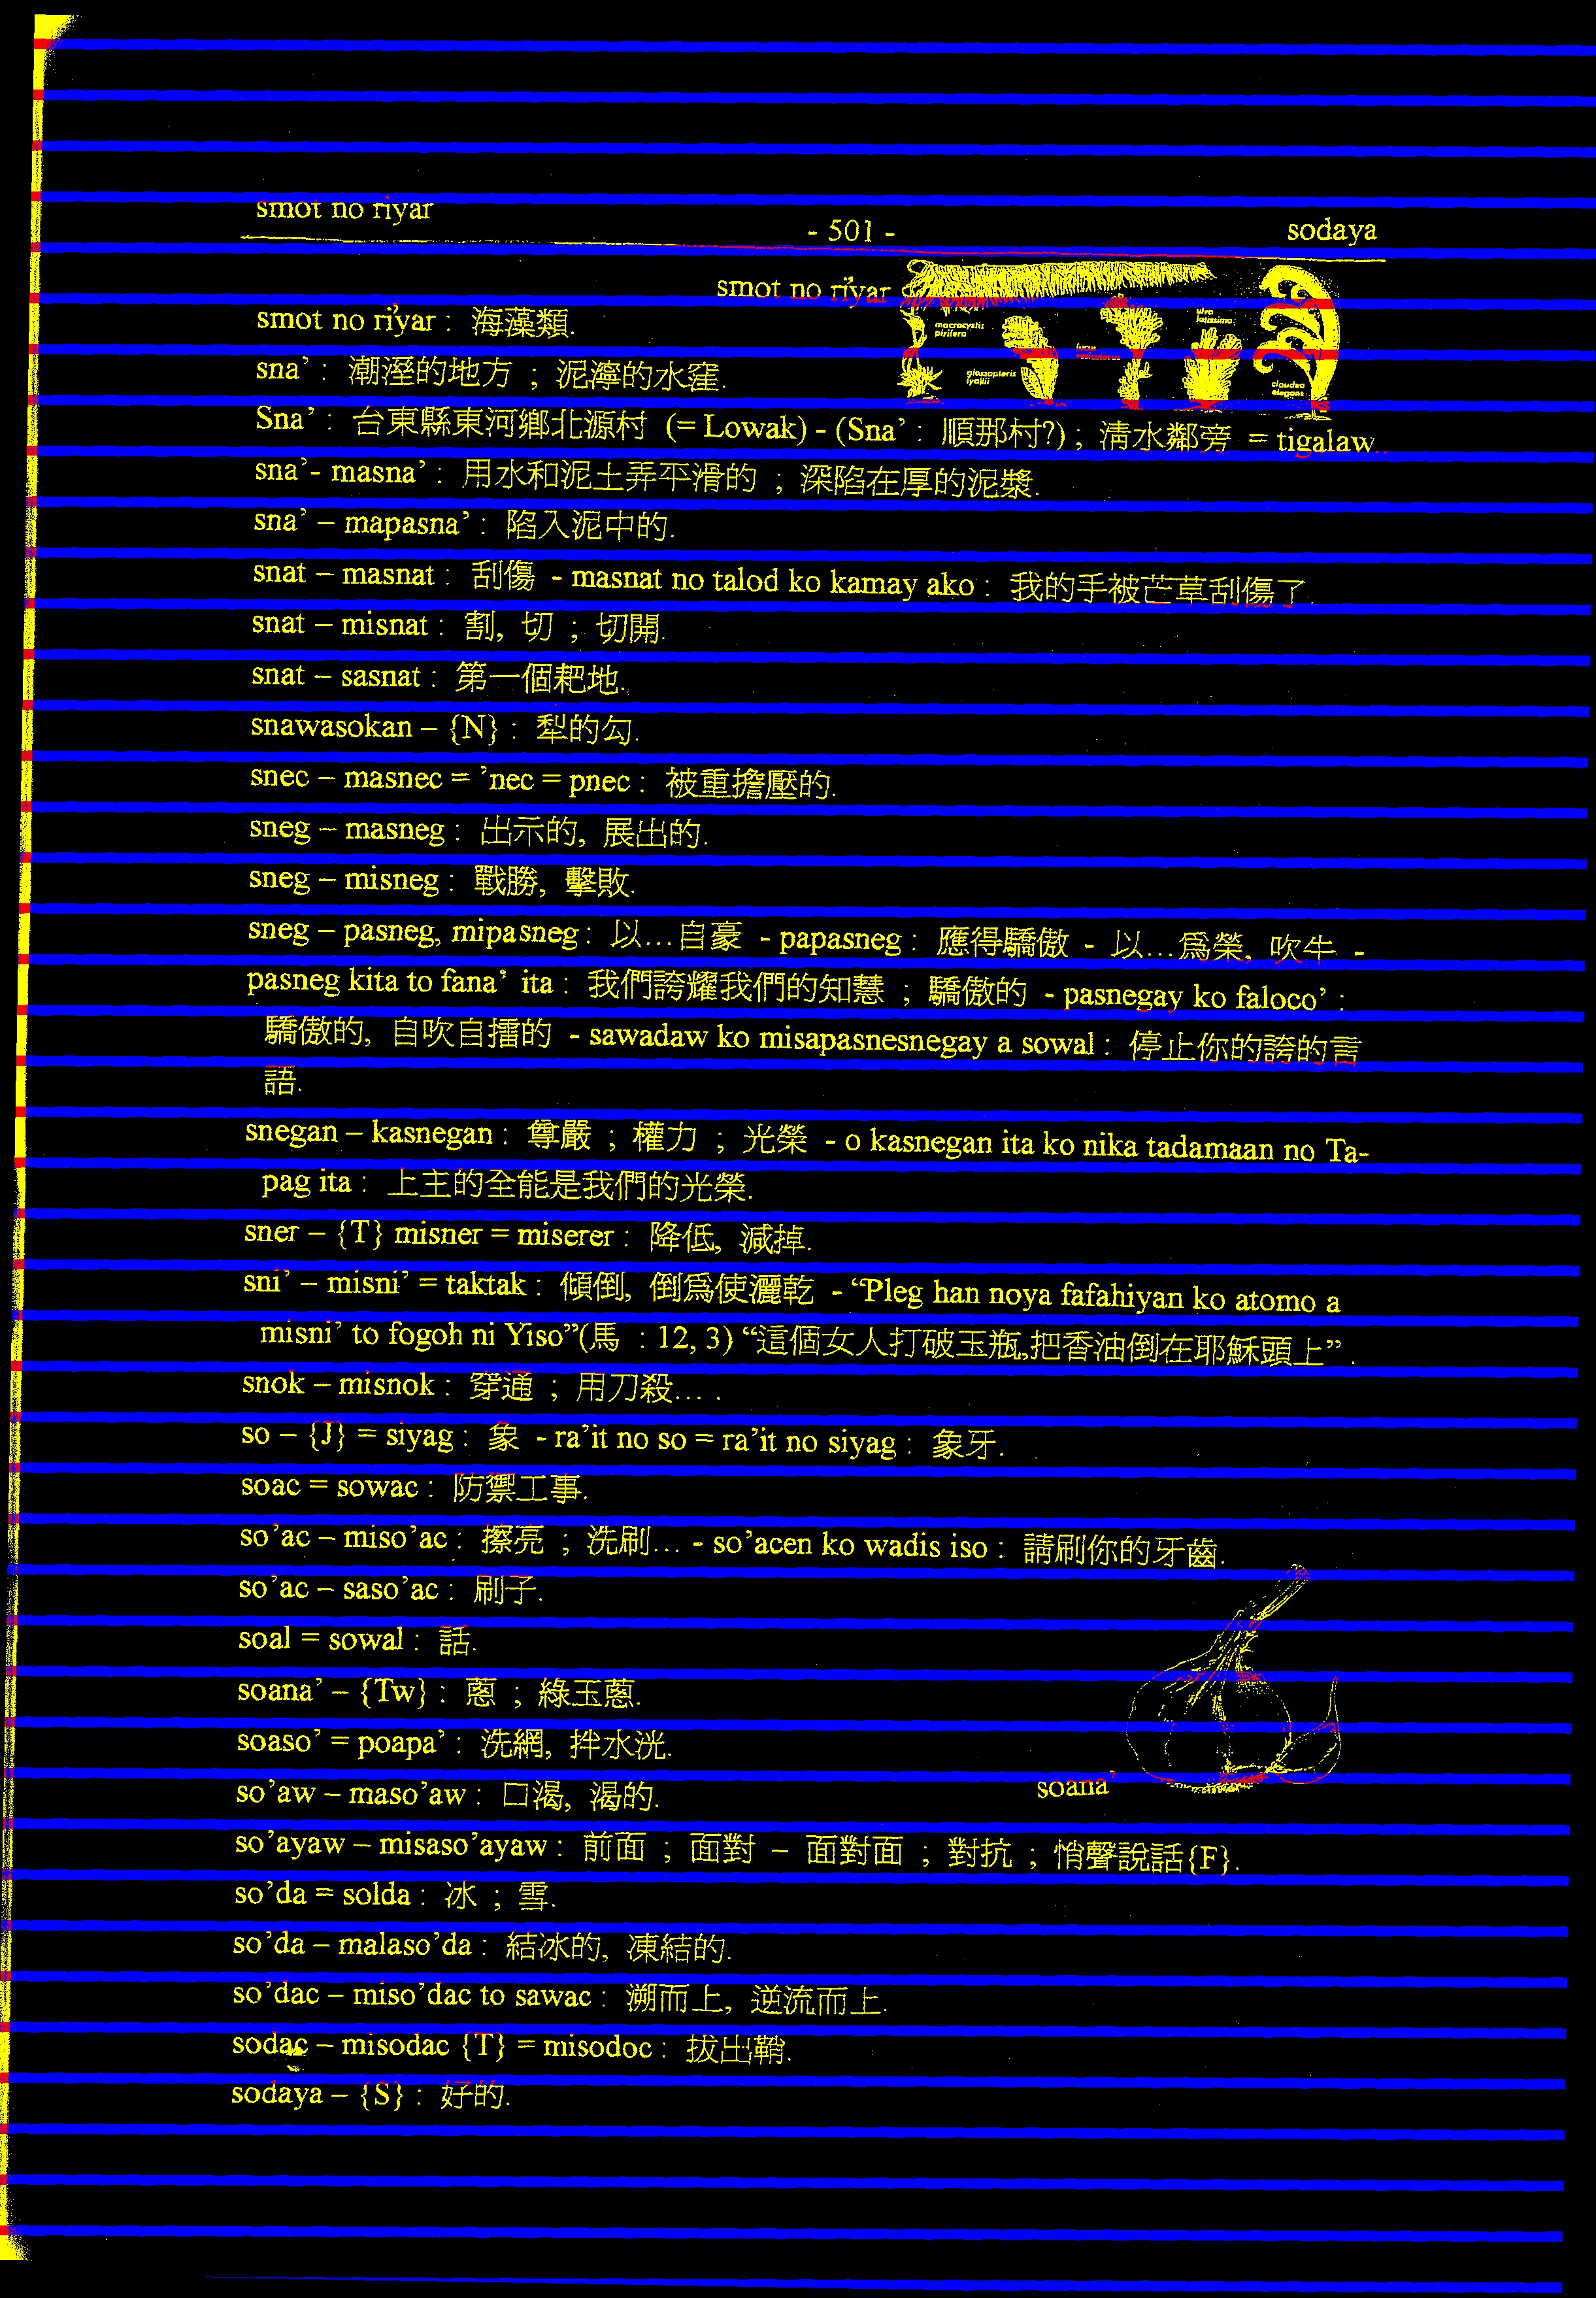 smot no riyar - 501 - sodaya
smot no riyar
smot no riyar : 海藻類.
macrocystis pirifera
glossopteris lyallii
fucus vesiculosus
ulva latissima
claudea elegans
sna’ : 潮溼的地方 ; 泥濘的水窪.
Sna’ : 台東縣東河鄉北源村 (= Lowak) - (Sna’ : 順那村?) ; 清水鄰旁 = tigalaw.
sna’- masna’ : 用水和泥土弄平滑的 ; 深陷在厚的泥漿.
sna’ – mapasna’ : 陷入泥中的.
snat – masnat : 刮傷 - masnat no talod ko kamay ako : 我的手被芒草刮傷了.
snat – misnat : 割, 切 ; 切開.
snat – sasnat : 第一個耙地.
snawasokan – {N} : 犁的勾.
snec – masnec = ’nec = pnec : 被重擔壓的.
sneg – masneg : 出示的, 展出的.
sneg – misneg : 戰勝, 擊敗.
sneg – pasneg, mipasneg : 以…自豪 - papasneg : 應得驕傲 - 以…爲榮, 吹牛 -
pasneg kita to fana’ ita : 我們誇耀我們的知慧 ; 驕傲的 - pasnegay ko faloco’ :
驕傲的, 自吹自擂的 - sawadaw ko misapasnesnegay a sowal : 停止你的誇的言
語.
snegan – kasnegan : 尊嚴 ; 權力 ; 光榮 - o kasnegan ita ko nika tadamaan no Ta-
pag ita : 上主的全能是我們的光榮.
sner – {T} misner = miserer : 降低, 減掉.
sni’ – misni’ = taktak : 傾倒, 倒爲使灑乾 - “Pleg han noya fafahiyan ko atomo a
misni’ to fogoh ni Yiso”(馬 : 12, 3) “這個女人打破玉瓶,把香油倒在耶穌頭上” .
snok – misnok : 穿通 ; 用刀殺… .
so – {J} = siyag : 象 - ra’it no so = ra’it no siyag : 象牙.
soac = sowac : 防禦工事.
so’ac – miso’ac : 擦亮 ; 洗刷… - so’acen ko wadis iso : 請刷你的牙齒.
so’ac – saso’ac : 刷子.
soal = sowal : 話.
soana’ – {Tw} : 蔥 ; 綠玉蔥.
soaso’ = poapa’ : 洗網, 拌水洸.
so’aw – maso’aw : 口渴, 渴的.
soana’
so’ayaw – misaso’ayaw : 前面 ; 面對 – 面對面 ; 對抗 ; 悄聲說話{F}.
so’da = solda : 冰 ; 雪.
so’da – malaso’da : 結冰的, 凍結的.
so’dac – miso’dac to sawac : 溯而上, 逆流而上.
sodac – misodac {T} = misodoc : 拔出鞘.
sodaya – {S} : 好的.